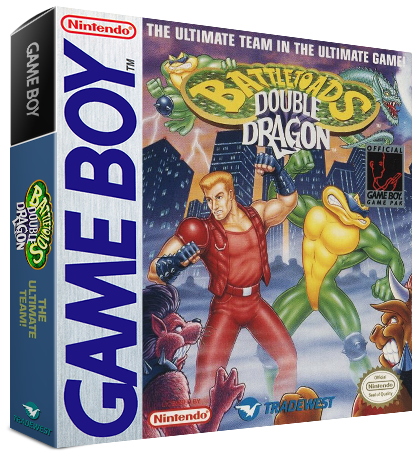 GAME BOY
BATTLETOADS
DOUBLE
DRAGON
THE
ULTIMATE
TEAM!
TRADEWEST
Nintendo
GAME BOY
TM
THE ULTIMATE TEAM IN THE ULTIMATE GAME!
BATTLETOADS
DOUBLE
DRAGON
OFFICIAL
GAME BOY
GAME PAK
Nintendo
TRADEWEST
Official
Nintendo
Seal of Quality